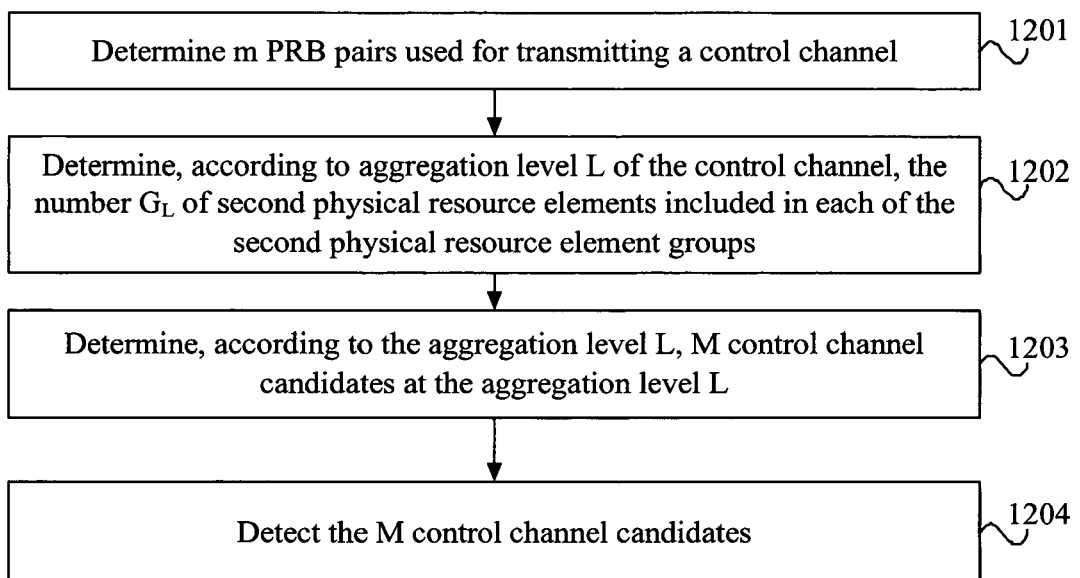 Determine m PRB pairs used for transmitting a control channel
1201
Determine, according to aggregation level L of the control channel, the
number G_L of second physical resource elements included in each of the
second physical resource element groups
1202
Determine, according to the aggregation level L, M control channel
candidates at the aggregation level L
1203
Detect the M control channel candidates
1204